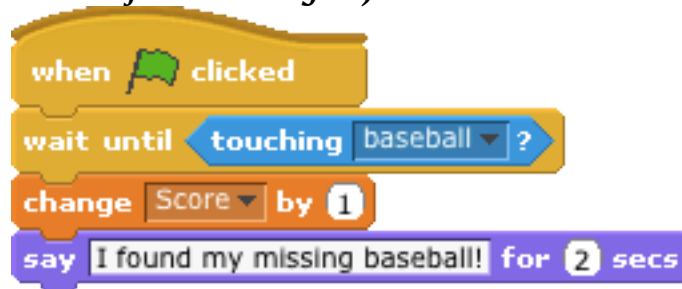 when clicked
wait until touching baseball ?
change Score by 1
say I found my missing baseball! for 2 secs